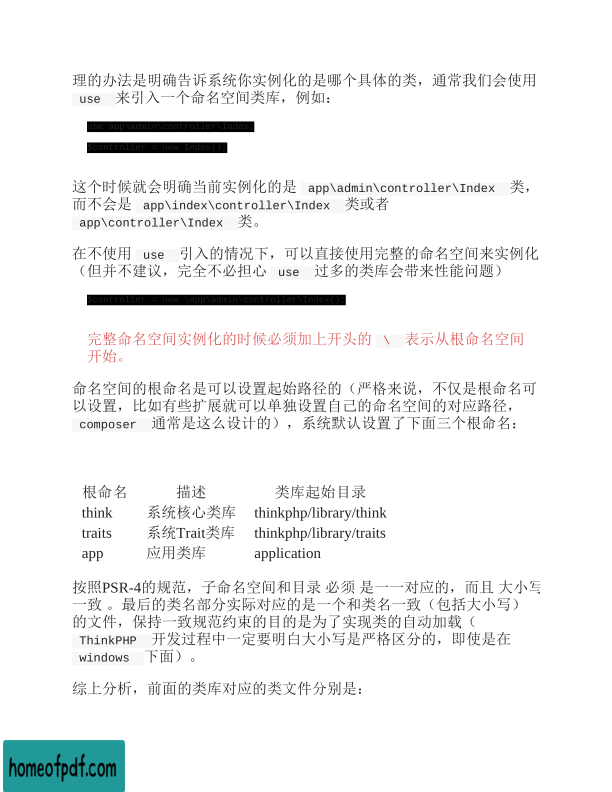 理的办法是明确告诉系统你实例化的是哪个具体的类，通常我们会使用
use 来引入一个命名空间类库，例如：
use app\admin\controller\Index;
$controller = new Index();
这个时候就会明确当前实例化的是 app\admin\controller\Index 类，
而不会是 app\index\controller\Index 类或者
app\controller\Index 类。
在不使用 use 引入的情况下，可以直接使用完整的命名空间来实例化
（但并不建议，完全不必担心 use 过多的类库会带来性能问题）
$controller = new \app\admin\controller\Index();
完整命名空间实例化的时候必须加上开头的 \ 表示从根命名空间
开始。
命名空间的根命名是可以设置起始路径的（严格来说，不仅是根命名可
以设置，比如有些扩展就可以单独设置自己的命名空间的对应路径，
composer 通常是这么设计的），系统默认设置了下面三个根命名：
根命名 描述 类库起始目录
think 系统核心类库 thinkphp/library/think
traits 系统Trait类库 thinkphp/library/traits
app 应用类库 application
按照PSR-4的规范，子命名空间和目录 必须 是一一对应的，而且 大小写
一致 。最后的类名部分实际对应的是一个和类名一致（包括大小写）
的文件，保持一致规范约束的目的是为了实现类的自动加载（
ThinkPHP 开发过程中一定要明白大小写是严格区分的，即使是在
windows 下面）。
综上分析，前面的类库对应的类文件分别是：
homeofpdf.com